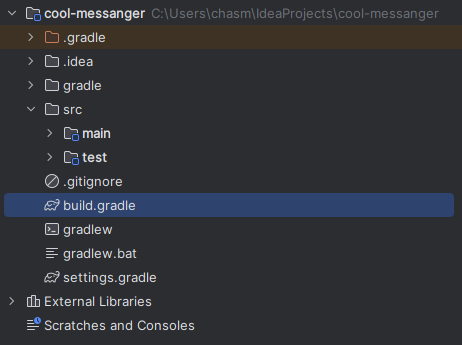 cool-messanger C:\Users\chasm\IdeaProjects\cool-messanger
.gradle
.idea
gradle
src
main
test
.gitignore
build.gradle
gradlew
gradlew.bat
settings.gradle
External Libraries
Scratches and Consoles